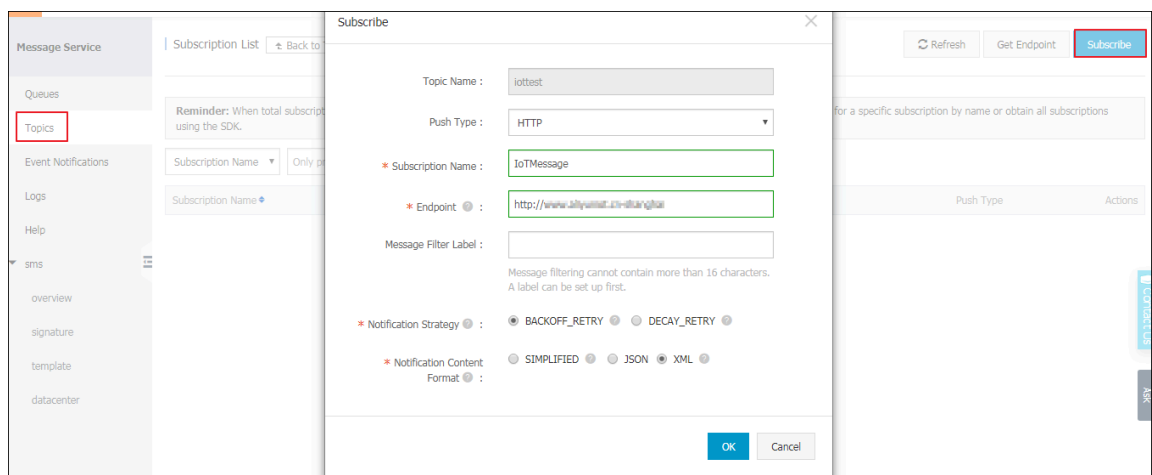 Message Service
Queues
Topics
Event Notifications
Logs
Help
sms
overview
signature
template
datacenter
Subscription List
Back to
Refresh
Get Endpoint
Subscribe
Reminder: When total subscript
for a specific subscription by name or obtain all subscriptions
using the SDK.
Subscription Name
Only pr
Subscription Name
Push Type
Actions
Subscribe
Topic Name :
iottest
Push Type :
HTTP
* Subscription Name :
IoTMessage
* Endpoint :
http://
Message Filter Label :
Message filtering cannot contain more than 16 characters.
A label can be set up first.
* Notification Strategy :
BACKOFF_RETRY
DECAY_RETRY
* Notification Content
Format :
SIMPLIFIED
JSON
XML
OK
Cancel
Contact Us
Ask